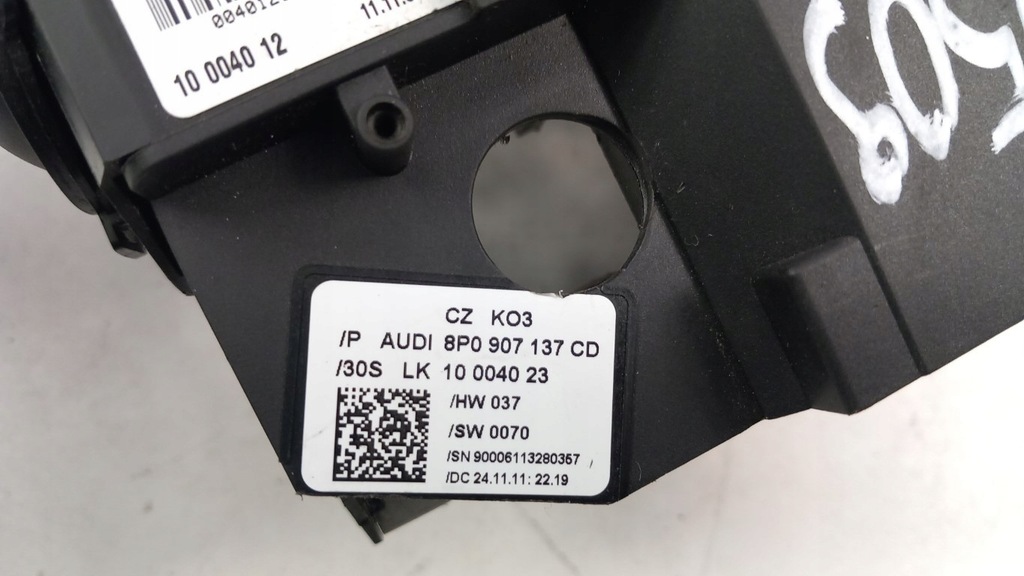 10 0040 12
CZ KO3
/P AUDI 8P0 907 137 CD
/30S LK 10 0040 23
/HW 037
/SW 0070
/SN 90006113280357
/DC 24.11.11: 22.19